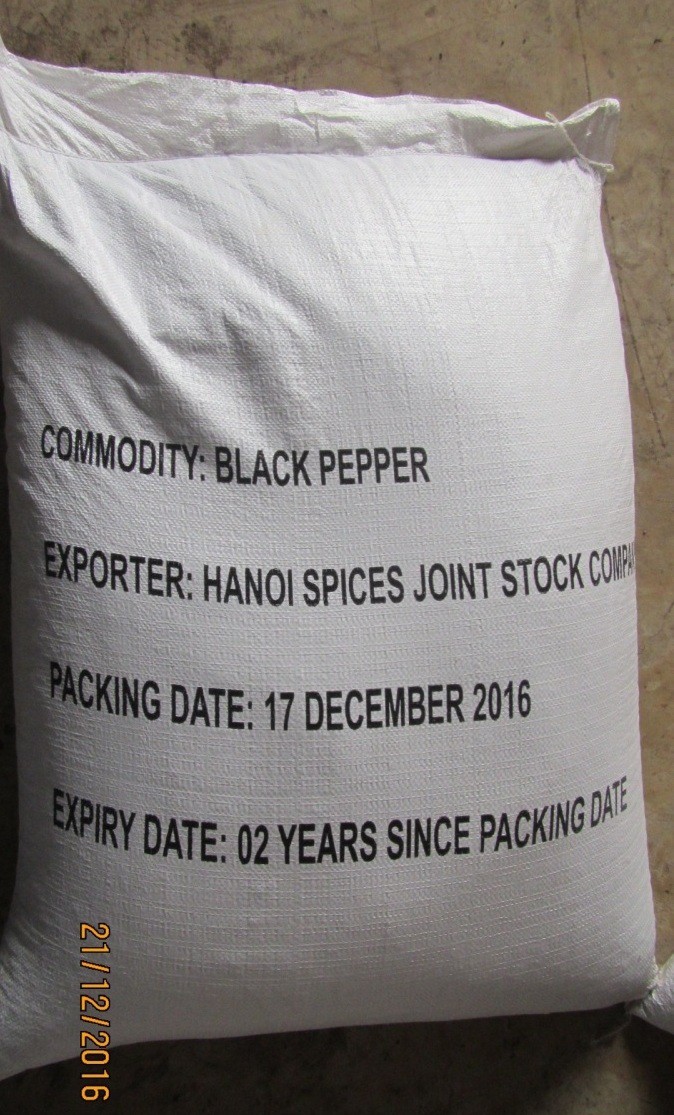 COMMODITY: BLACK PEPPER
EXPORTER: HANOI SPICES JOINT STOCK
PACKING DATE: 17 DECEMBER 2016
EXPIRY DATE: 02 YEARS SINCE PACKING DATE
21/12/2016